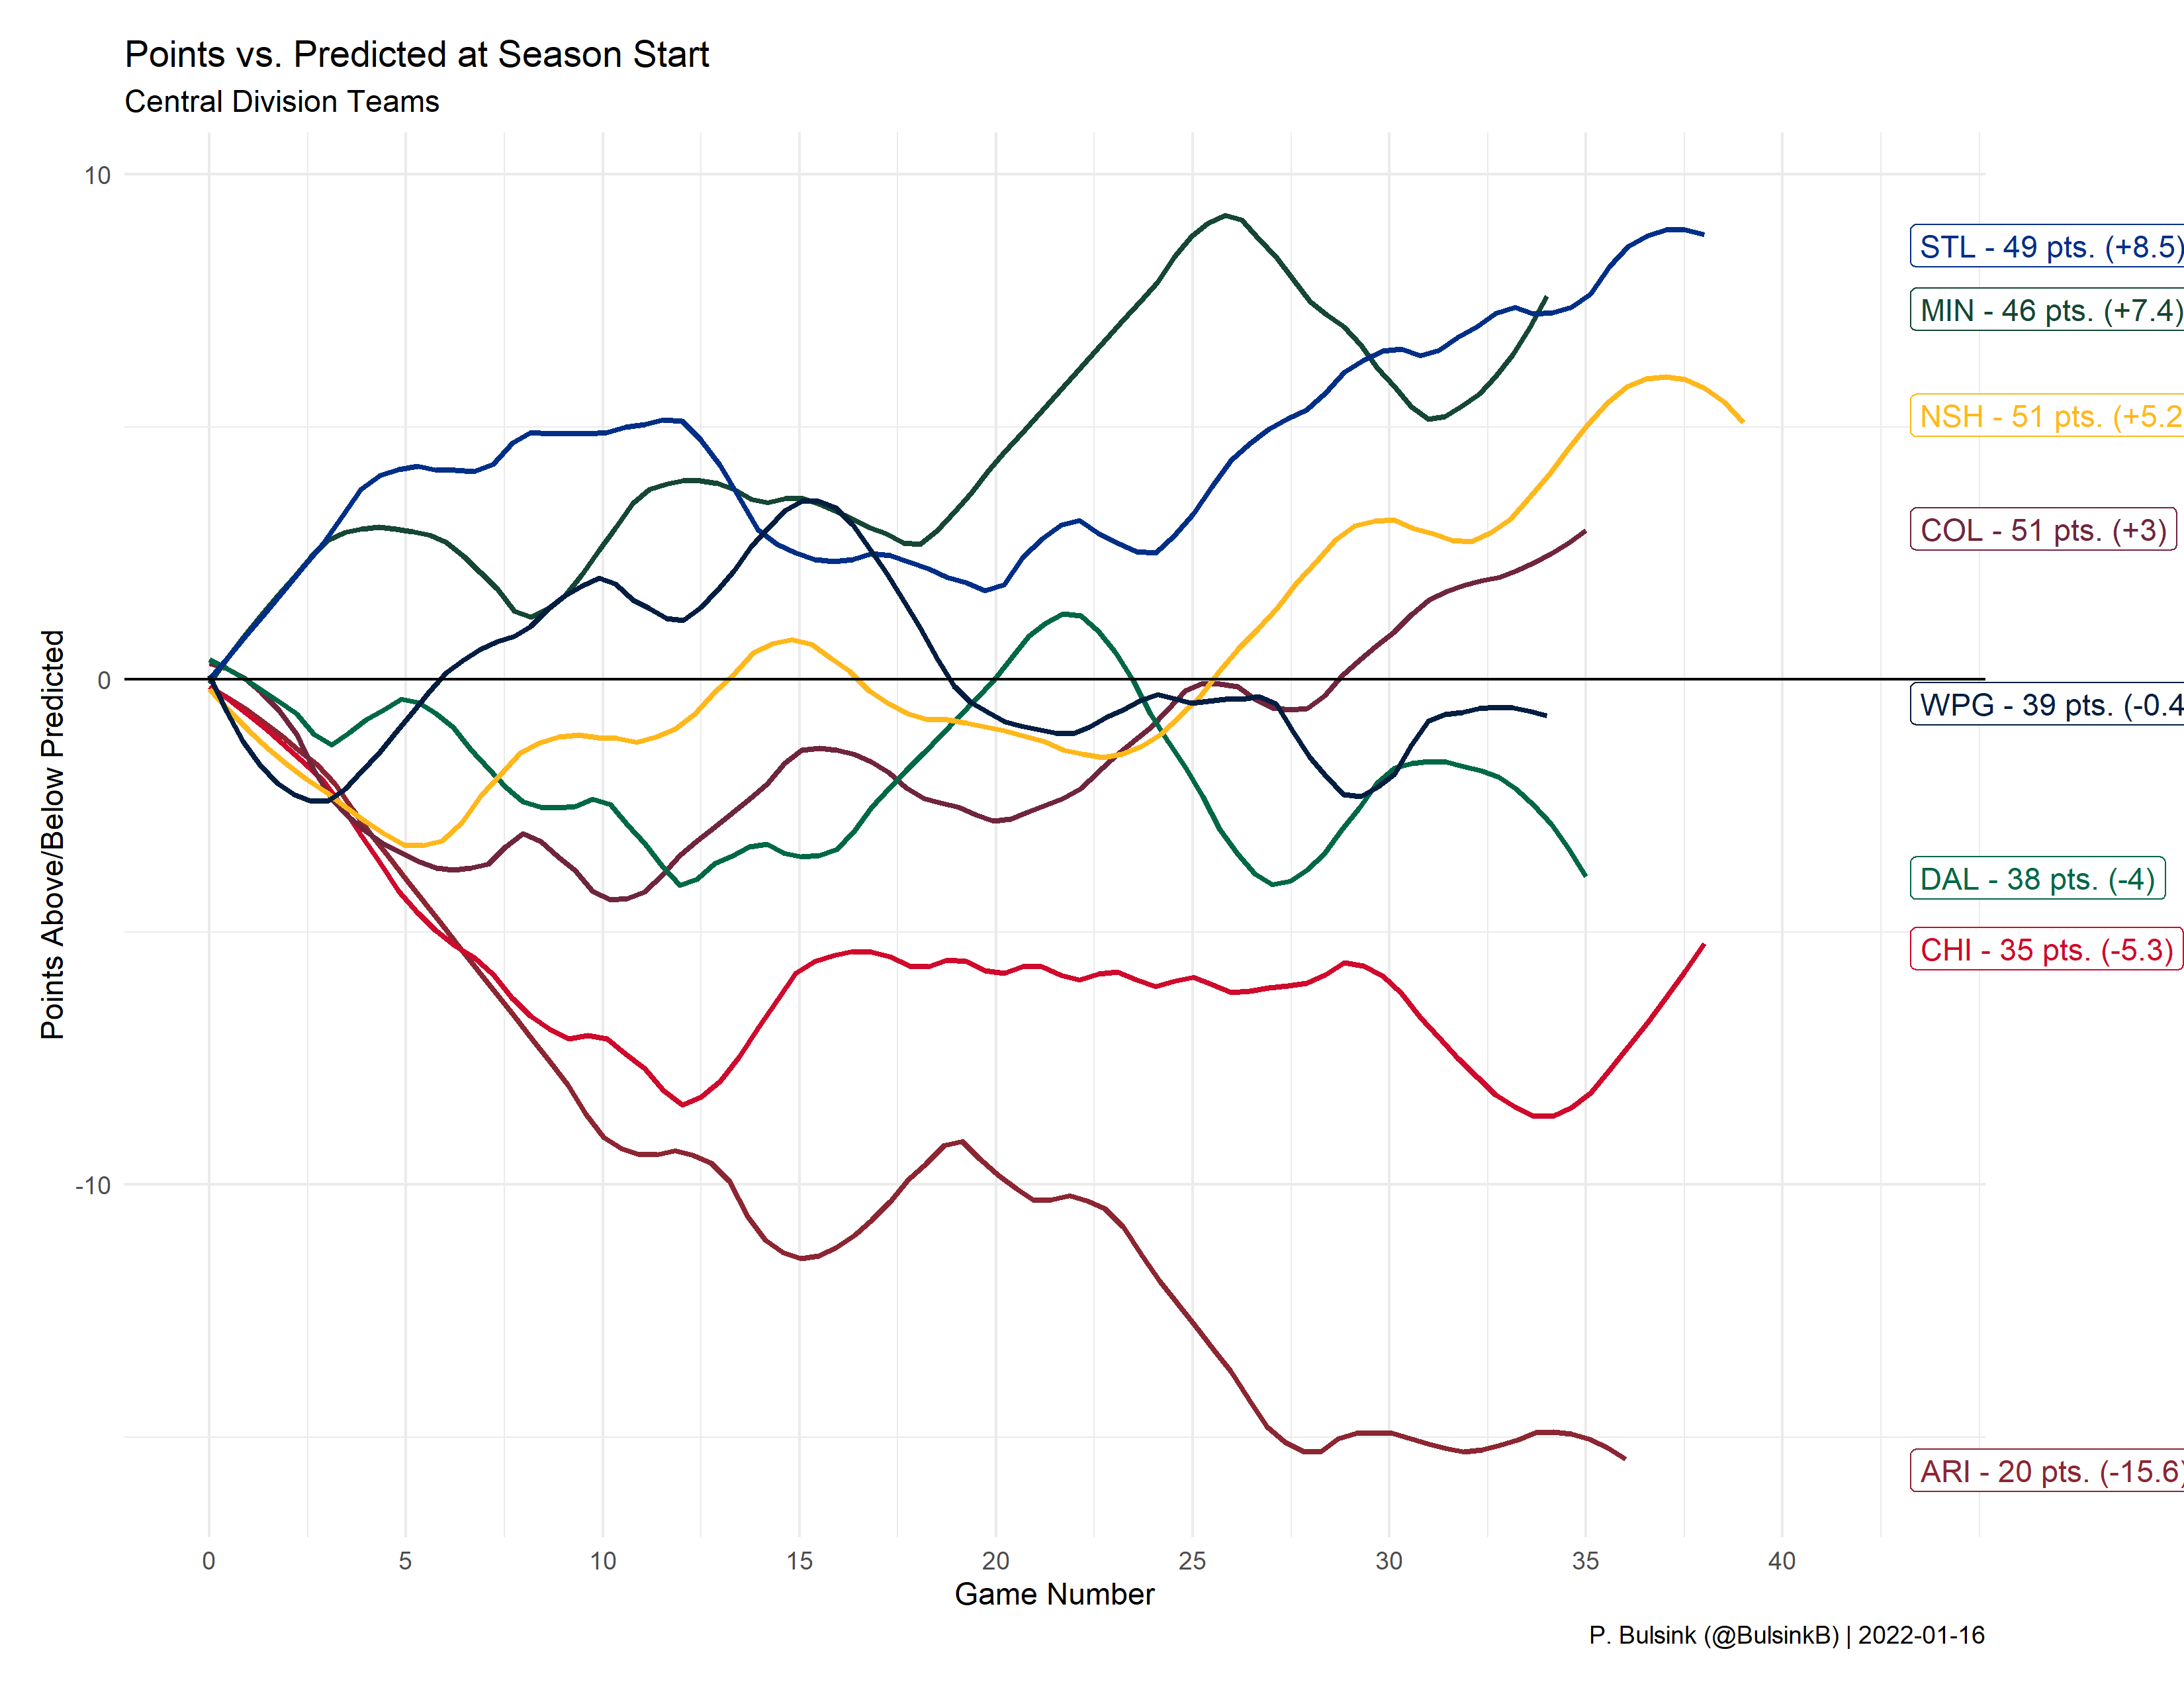 Points vs. Predicted at Season Start
Central Division Teams
Points Above/Below Predicted
10
0
-10
STL - 49 pts. (+8.5)
MIN - 46 pts. (+7.4)
NSH - 51 pts. (+5.2
COL - 51 pts. (+3)
WPG - 39 pts. (-0.4
DAL - 38 pts. (-4)
CHI - 35 pts. (-5.3)
ARI - 20 pts. (-15.6)
0 5 10 15 20 25 30 35 40
Game Number
P. Bulsink (@BulsinkB) | 2022-01-16